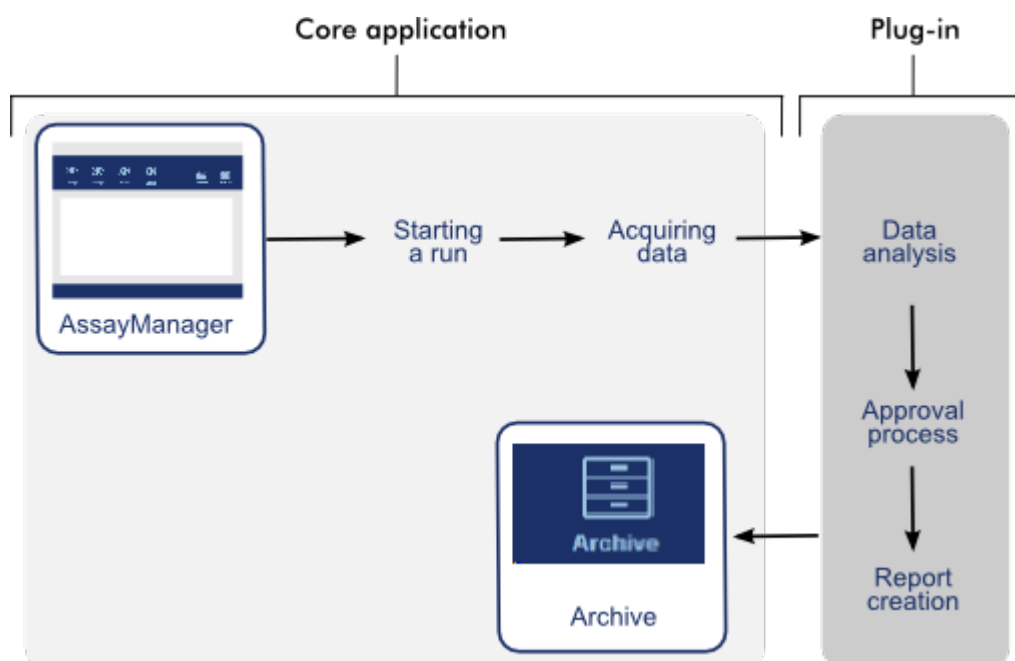 Core application
Plug-in
AssayManager
Starting
a run
Acquiring
data
Data
analysis
Approval
process
Archive
Archive
Report
creation